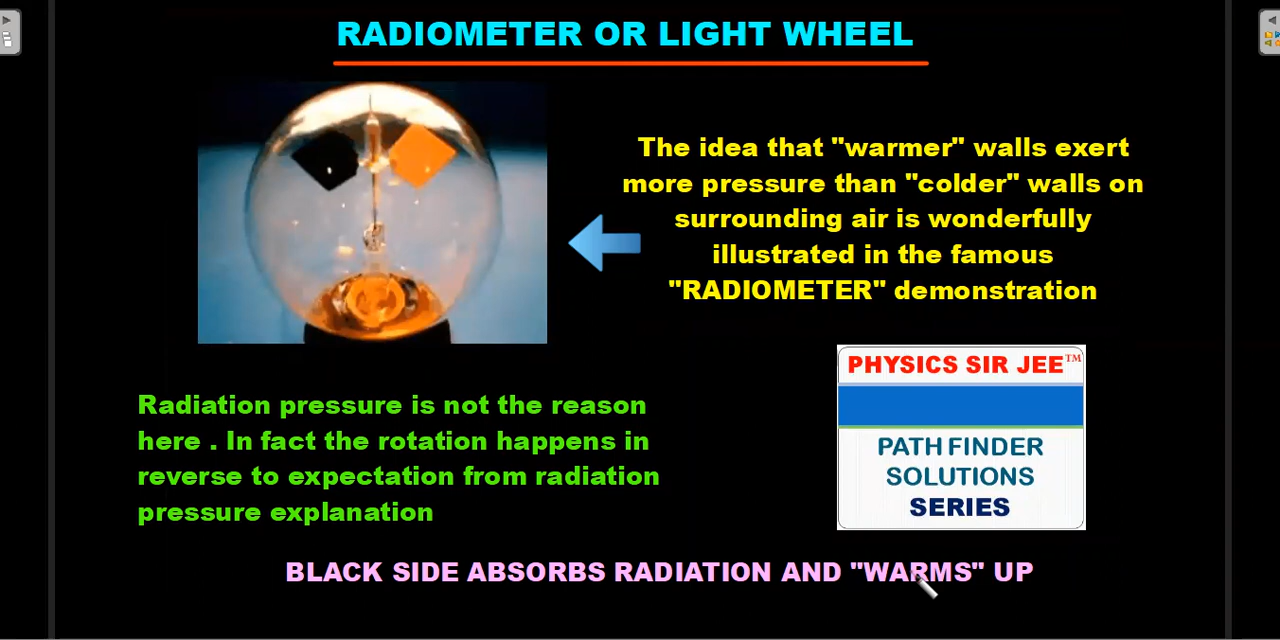 RADIOMETER OR LIGHT WHEEL
The idea that "warmer" walls exert
more pressure than "colder" walls on
surrounding air is wonderfully
illustrated in the famous
"RADIOMETER" demonstration
PHYSICS SIR JEE™
PATH FINDER
SOLUTIONS
SERIES
Radiation pressure is not the reason
here . In fact the rotation happens in
reverse to expectation from radiation
pressure explanation
BLACK SIDE ABSORBS RADIATION AND "WARMS" UP